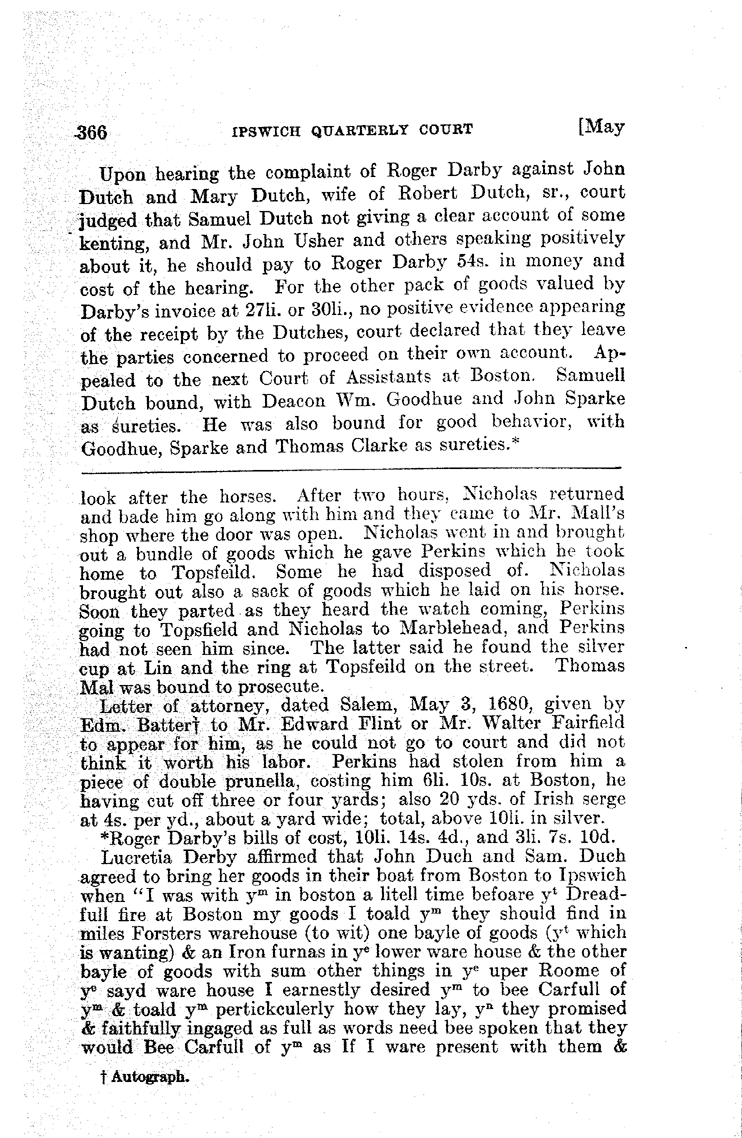 366 IPSWICH QUARTERLY COURT [May
Upon hearing the complaint of Roger Darby against John
Dutch and Mary Dutch, wife of Robert Dutch, sr., court
judged that Samuel Dutch not giving a clear account of some
kenting, and Mr. John Usher and others speaking positively
about it, he should pay to Roger Darby 54s. in money and
cost of the hearing. For the other pack of goods valued by
Darby's invoice at 27li. or 30li., no positive evidence appearing
of the receipt by the Dutches, court declared that they leave
the parties concerned to proceed on their own account. Ap-
pealed to the next Court of Assistants at Boston. Samuell
Dutch bound, with Deacon Wm. Goodhue and John Sparke
as sureties. He was also bound for good behavior, with
Goodhue, Sparke and Thomas Clarke as sureties.*
look after the horses. After two hours, Nicholas returned
and bade him go along with him and they came to Mr. Mall's
shop where the door was open. Nicholas went in and brought
out a bundle of goods which he gave Perkins which he took
home to Topsfeild. Some he had disposed of. Nicholas
brought out also a sack of goods which he laid on his horse.
Soon they parted as they heard the watch coming, Perkins
going to Topsfield and Nicholas to Marblehead, and Perkins
had not seen him since. The latter said he found the silver
cup at Lin and the ring at Topsfeild on the street. Thomas
Mal was bound to prosecute.
Letter of attorney, dated Salem, May 3, 1680, given by
Edm. Batter† to Mr. Edward Flint or Mr. Walter Fairfield
to appear for him, as he could not go to court and did not
think it worth his labor. Perkins had stolen from him a
piece of double prunella, costing him 6li. 10s. at Boston, he
having cut off three or four yards; also 20 yds. of Irish serge
at 4s. per yd., about a yard wide; total, above 10li. in silver.
*Roger Darby's bills of cost, 10li. 14s. 4d., and 3li. 7s. 10d.
Lucretia Derby affirmed that John Duch and Sam. Duch
agreed to bring her goods in their boat from Boston to Ipswich
when "I was with yᵐ in boston a litell time befoare yᵗ Dread-
full fire at Boston my goods I toald yᵐ they should find in
miles Forsters warehouse (to wit) one bayle of goods (yᵗ which
is wanting) & an Iron furnas in yᵉ lower ware house & the other
bayle of goods with sum other things in yᵉ uper Roome of
yᵉ sayd ware house I earnestly desired yᵐ to bee Carfull of
yᵐ & toald yᵐ pertickculerly how they lay, yⁿ they promised
& faithfully ingaged as full as words need bee spoken that they
would Bee Carfull of yᵐ as If I ware present with them &
† Autograph.